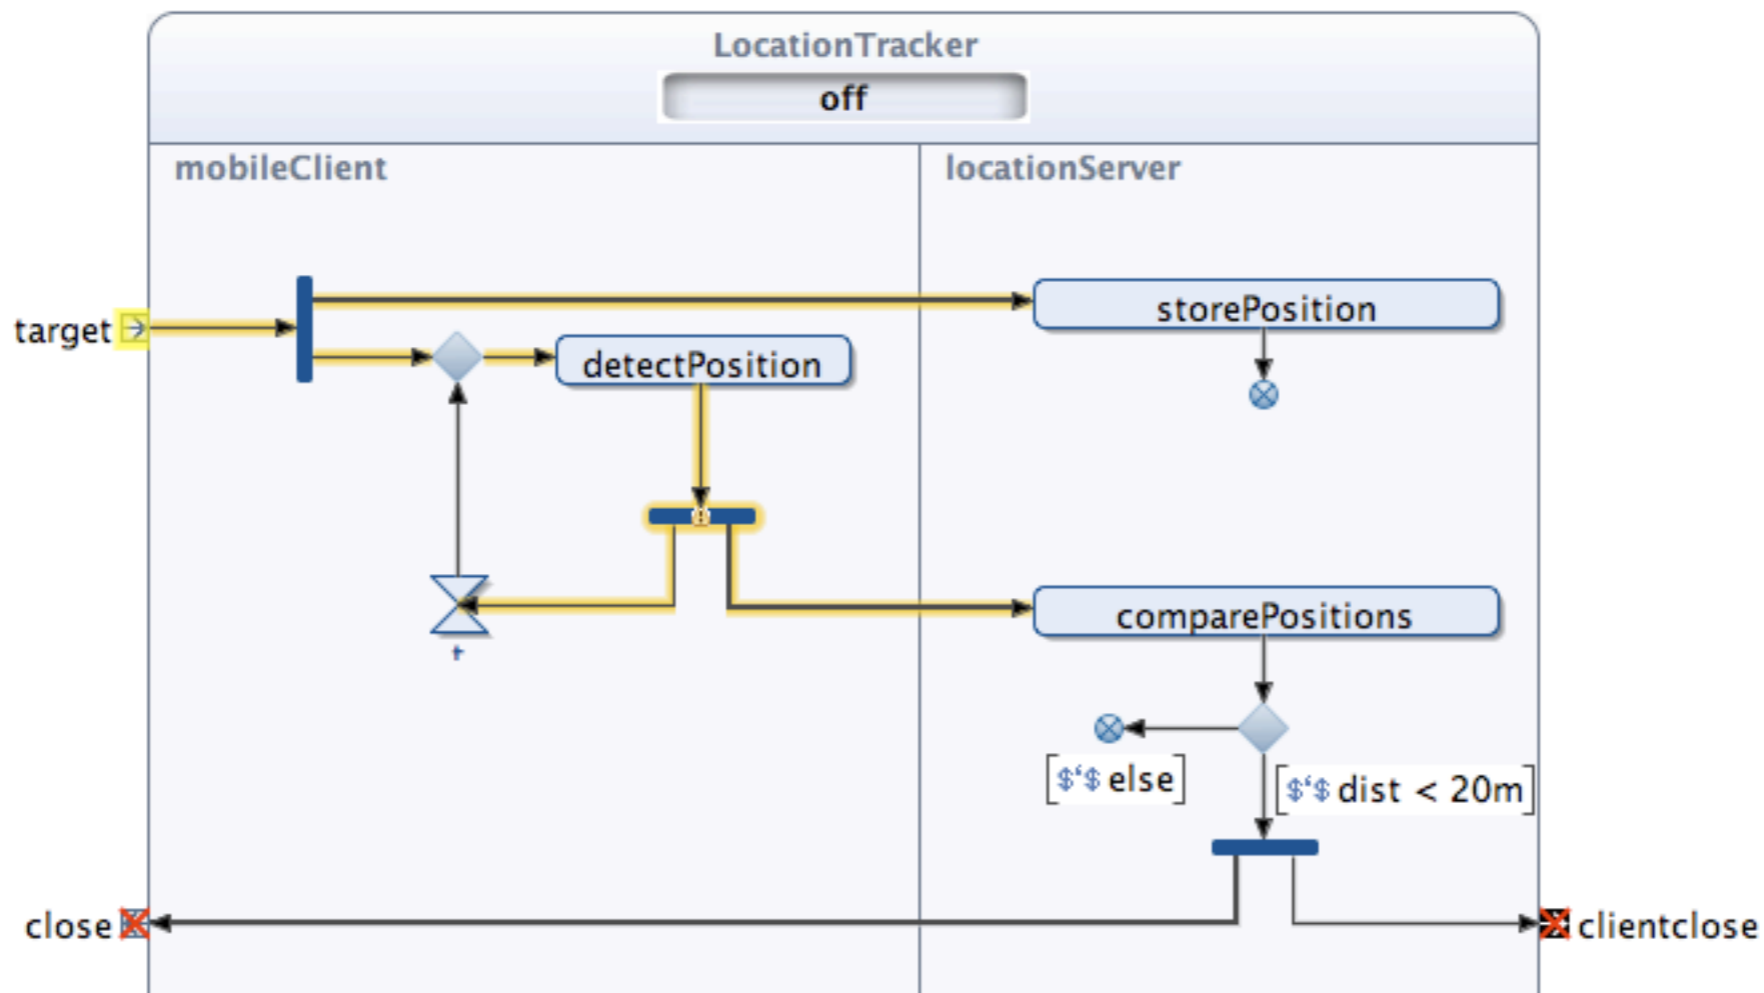 LocationTracker
off
mobileClient
locationServer
target
storePosition
detectPosition
comparePositions
t
[$‘$ else]
[$‘$ dist < 20m]
close
clientclose